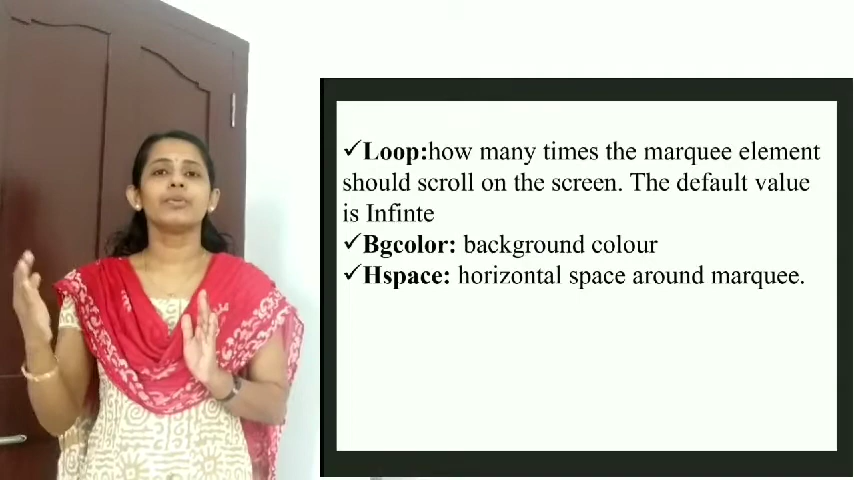 ✓Loop:how many times the marquee element
should scroll on the screen. The default value
is Infinte
✓Bgcolor: background colour
✓Hspace: horizontal space around marquee.